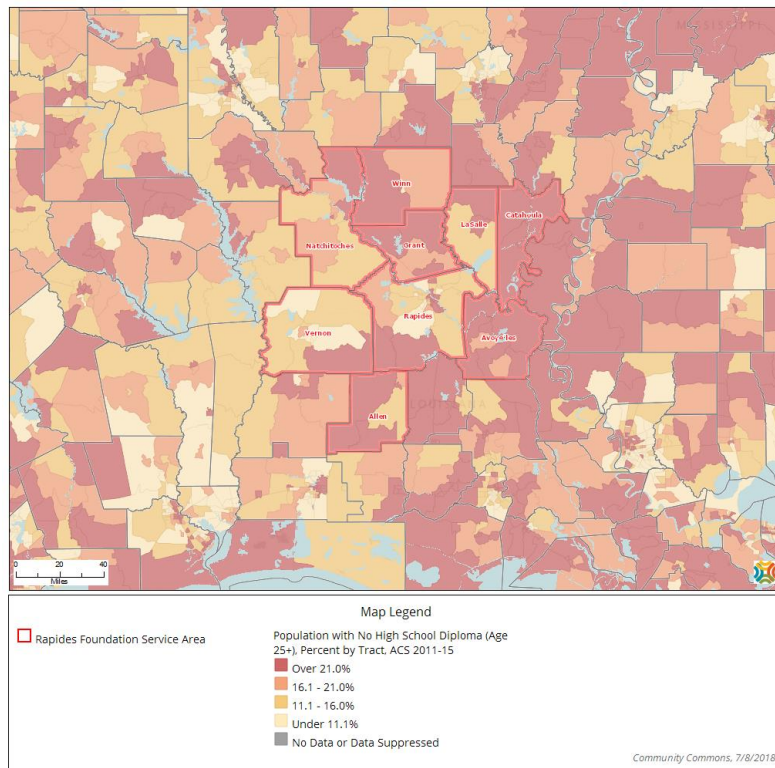 MISSISSIPPI
Winn
Catahoula
LaSalle
Natchitoches
Grant
Rapides
Vernon
Avoyelles
LOUISIANA
Allen
0 20 40
Miles
Map Legend
Rapides Foundation Service Area
Population with No High School Diploma (Age
25+), Percent by Tract, ACS 2011-15
Over 21.0%
16.1 - 21.0%
11.1 - 16.0%
Under 11.1%
No Data or Data Suppressed
Community Commons, 7/8/2018